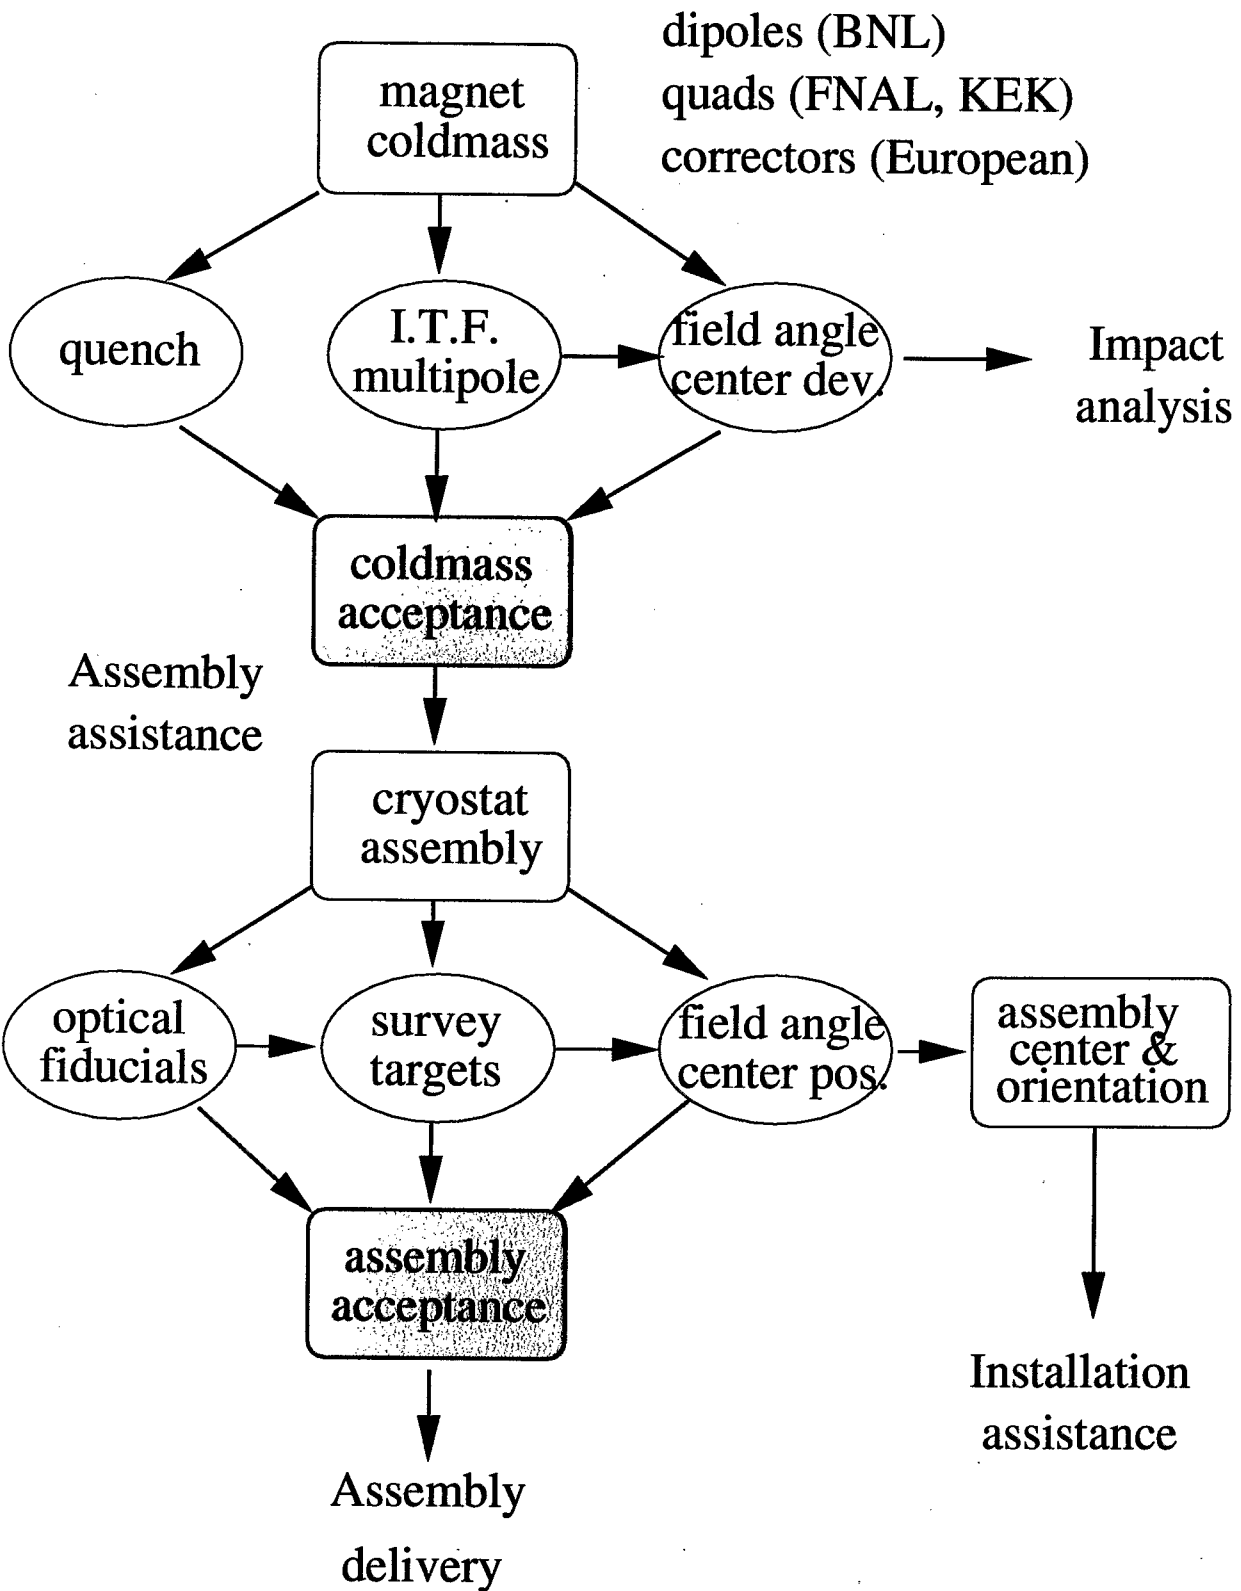 dipoles (BNL)
quads (FNAL, KEK)
correctors (European)
magnet
coldmass
quench
I.T.F.
multipole
field angle
center dev.
Impact
analysis
coldmass
acceptance
Assembly
assistance
cryostat
assembly
optical
fiducials
survey
targets
field angle
center pos.
assembly
center &
orientation
assembly
acceptance
Installation
assistance
Assembly
delivery